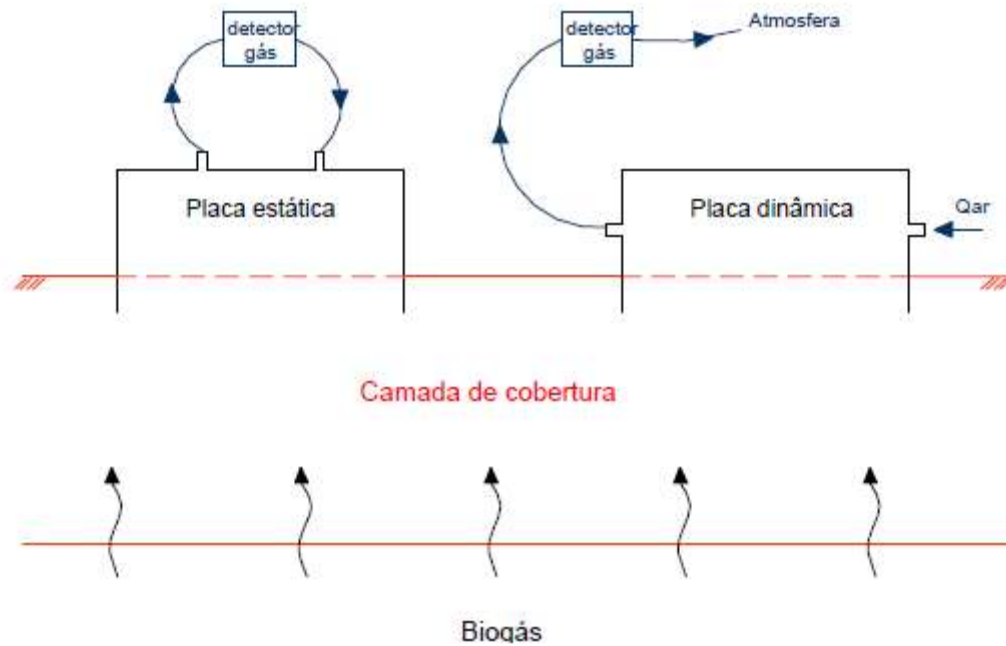 detector
gás
detector
gás
Atmosfera
Placa estática
Placa dinâmica
Qar
Camada de cobertura
Biogás